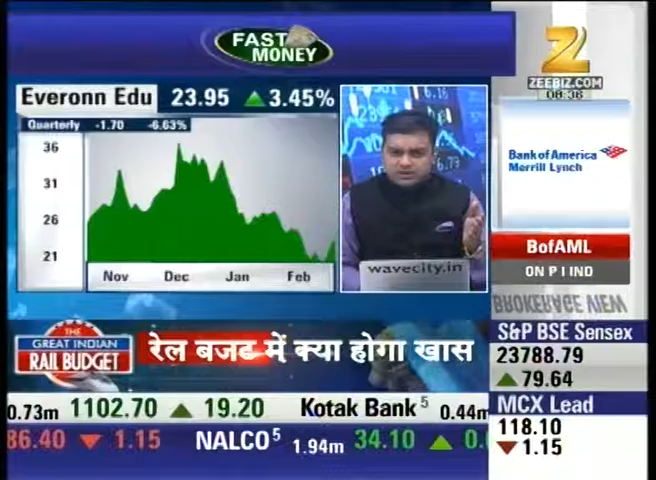 FAST
MONEY
ZEEBIZ.COM
Everonn Edu 23.95 ▲ 3.45%
Quarterly -1.70 -6.63%
36
31
26
21
Nov Dec Jan Feb
wavecity.in
Bank of America
Merrill Lynch
BofAML
ON P I IND
BROKERAGE NEW
THE
GREAT INDIAN
RAIL BUDGET
रेल बजट में क्या होगा खास
S&P BSE Sensex
23788.79
▲ 79.64
MCX Lead
118.10
▼ 1.15
0.73m 1102.70 ▲ 19.20 Kotak Bank 5 0.44m
86.40 ▼ 1.15 NALCO 5 1.94m 34.10 ▲